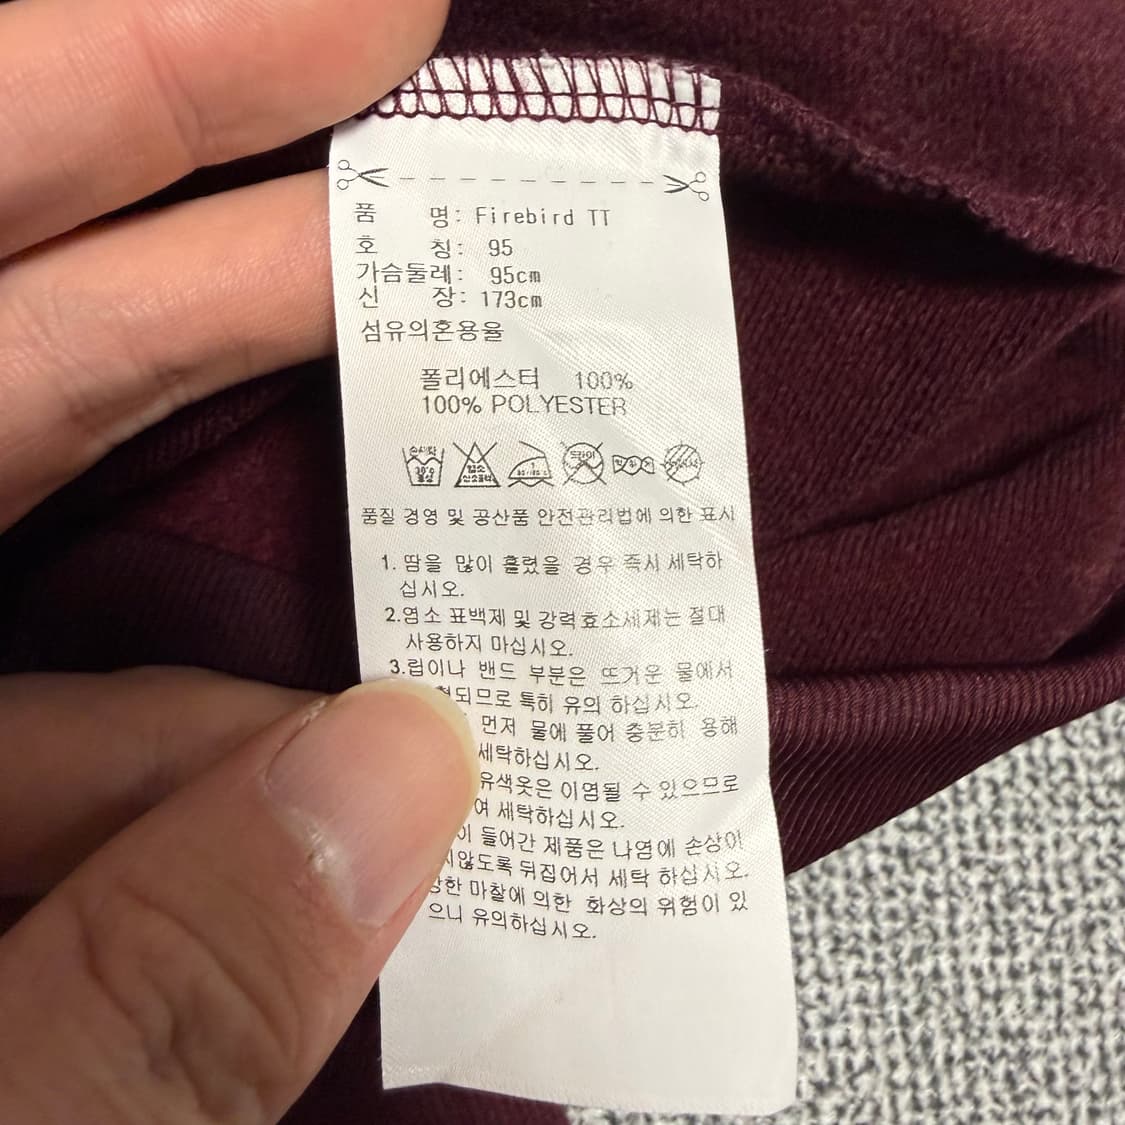 품 명: Firebird TT
호 칭: 95
가슴둘레: 95cm
신 장: 173cm
섬유의혼용율
폴리에스터 100%
100% POLYESTER
품질 경영 및 공산품 안전관리법에 의한 표시
1. 땀을 많이 흘렸을 경우 즉시 세탁하
십시오.
2.염소 표백제 및 강력효소세제는 절대
사용하지 마십시오.
3.립이나 밴드 부분은 뜨거운 물에서
특히 유의 하십시오.
먼저 물에 풀어 충분히 용해
세탁하십시오.
유색옷은 이염될 수 있으므로
여 세탁하십시오.
이 들어간 제품은 나염에 손상이
지않도록 뒤집어서 세탁 하십시오.
마찰에 의한 화상의 위험이 있
으니 유의하십시오.